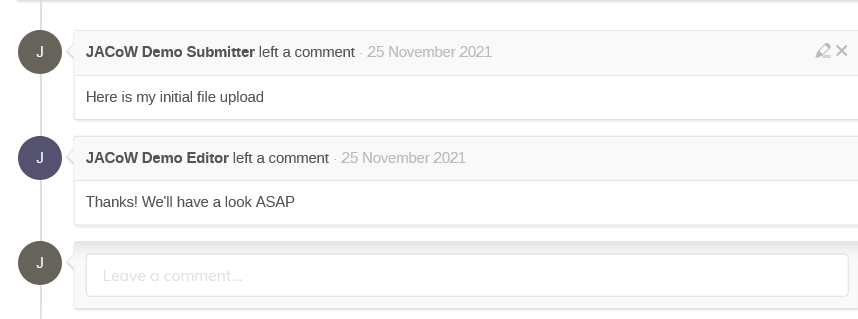 J
JACoW Demo Submitter left a comment · 25 November 2021
Here is my initial file upload
J
JACoW Demo Editor left a comment · 25 November 2021
Thanks! We'll have a look ASAP
J
Leave a comment...